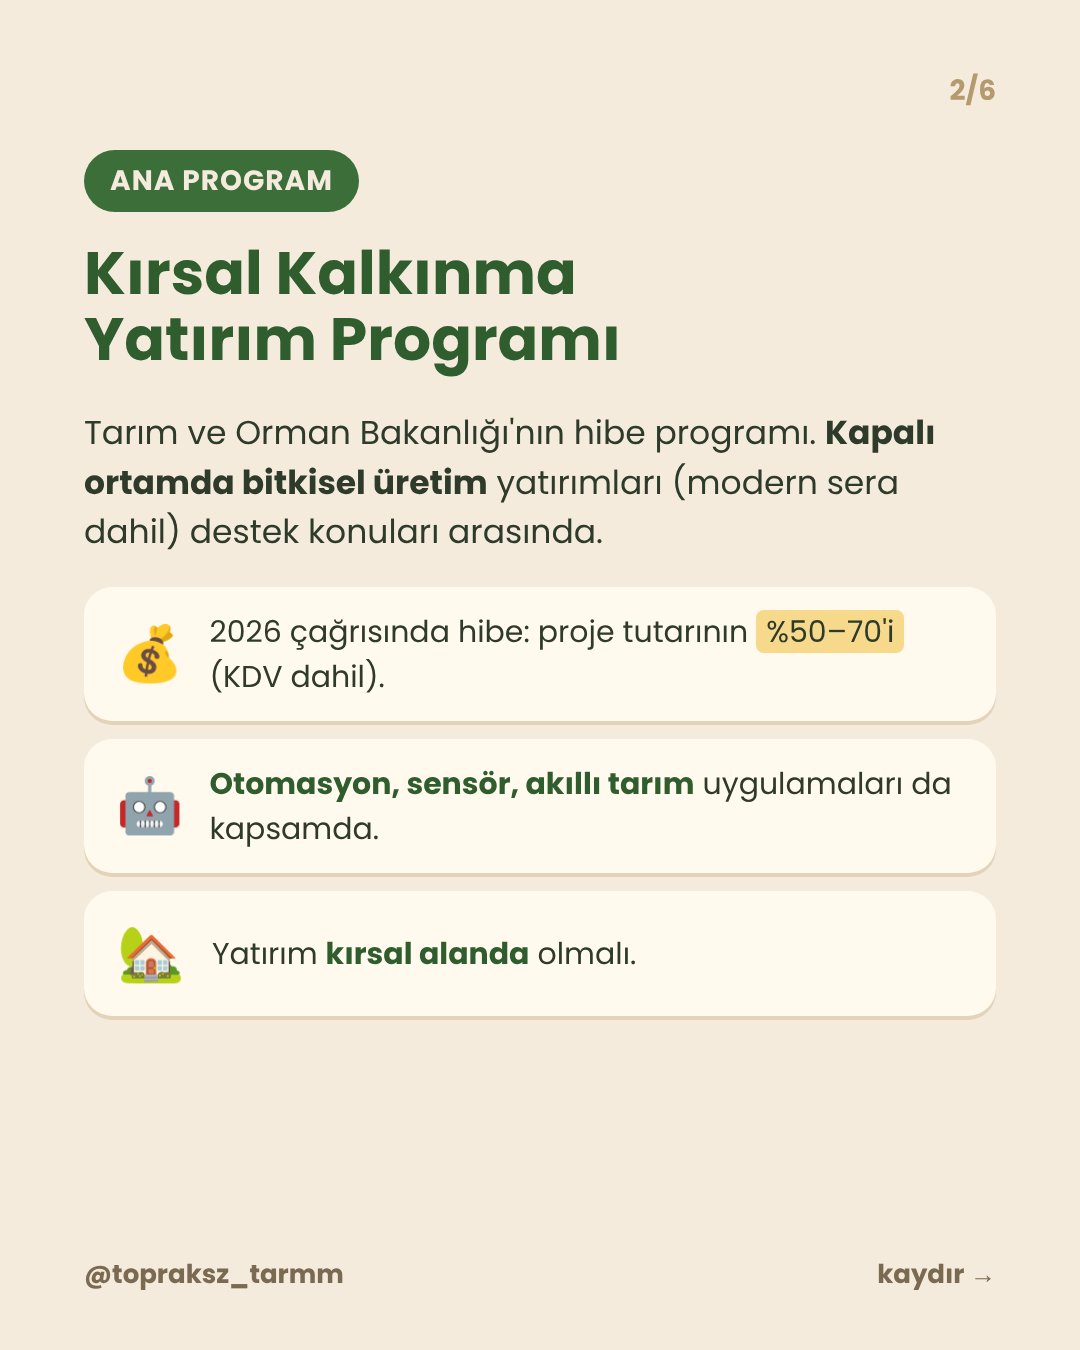 2/6
ANA PROGRAM
Kırsal Kalkınma
Yatırım Programı
Tarım ve Orman Bakanlığı'nın hibe programı. Kapalı
ortamda bitkisel üretim yatırımları (modern sera
dahil) destek konuları arasında.
2026 çağrısında hibe: proje tutarının %50–70'i
(KDV dahil).
Otomasyon, sensör, akıllı tarım uygulamaları da
kapsamda.
Yatırım kırsal alanda olmalı.
@topraksz_tarmm
kaydır →